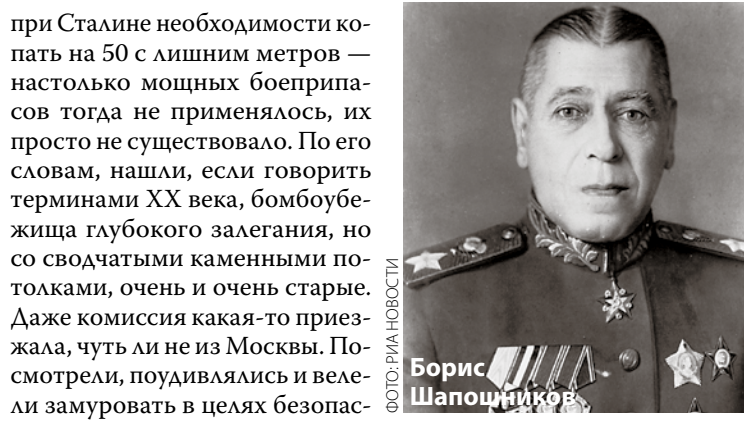 при Сталине необходимости ко-
пать на 50 с лишним метров —
настолько мощных боеприпа-
сов тогда не применялось, их
просто не существовало. По его
словам, нашли, если говорить
терминами XX века, бомбоубе-
жища глубокого залегания, но
со сводчатыми каменными по-
толками, очень и очень старые.
Даже комиссия какая-то приез-
жала, чуть ли не из Москвы. По-
смотрели, поудивлялись и веле-
ли замуровать в целях безопас-
ФОТО: РИА НОВОСТИ
Борис
Шапошников